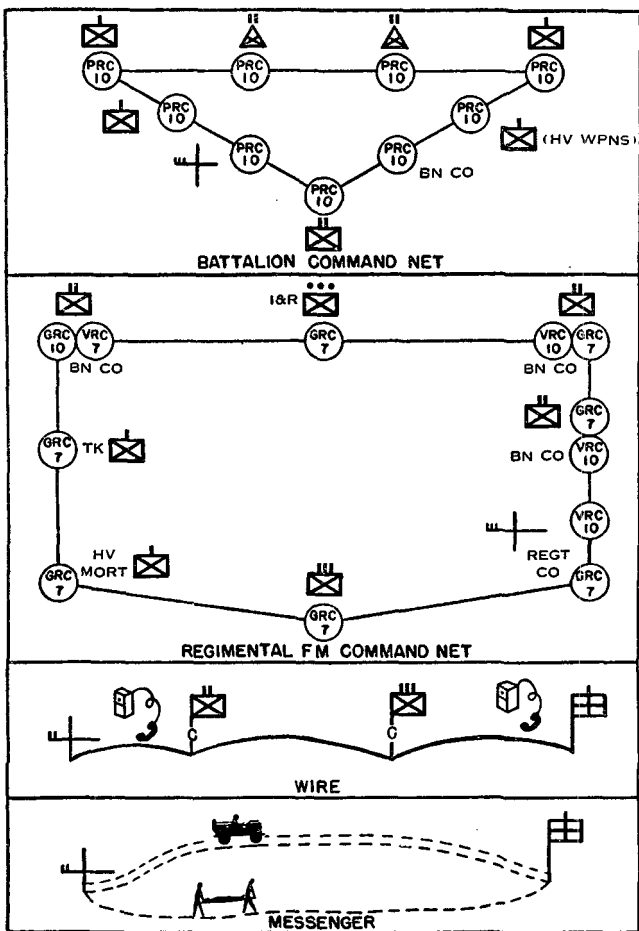 PRC 10
PRC 10
PRC 10
PRC 10
PRC 10
PRC 10
(HV WPNS)
PRC 10
PRC 10
BN CO
PRC 10
BATTALION COMMAND NET
I&R
GRC 10
VRC 7
GRC 7
VRC 10
GRC 7
BN CO
BN CO
GRC 7
GRC 7
TK
BN CO
VRC 10
VRC 10
HV MORT
REGT CO
GRC 7
GRC 7
GRC 7
REGIMENTAL FM COMMAND NET
C
C
WIRE
MESSENGER